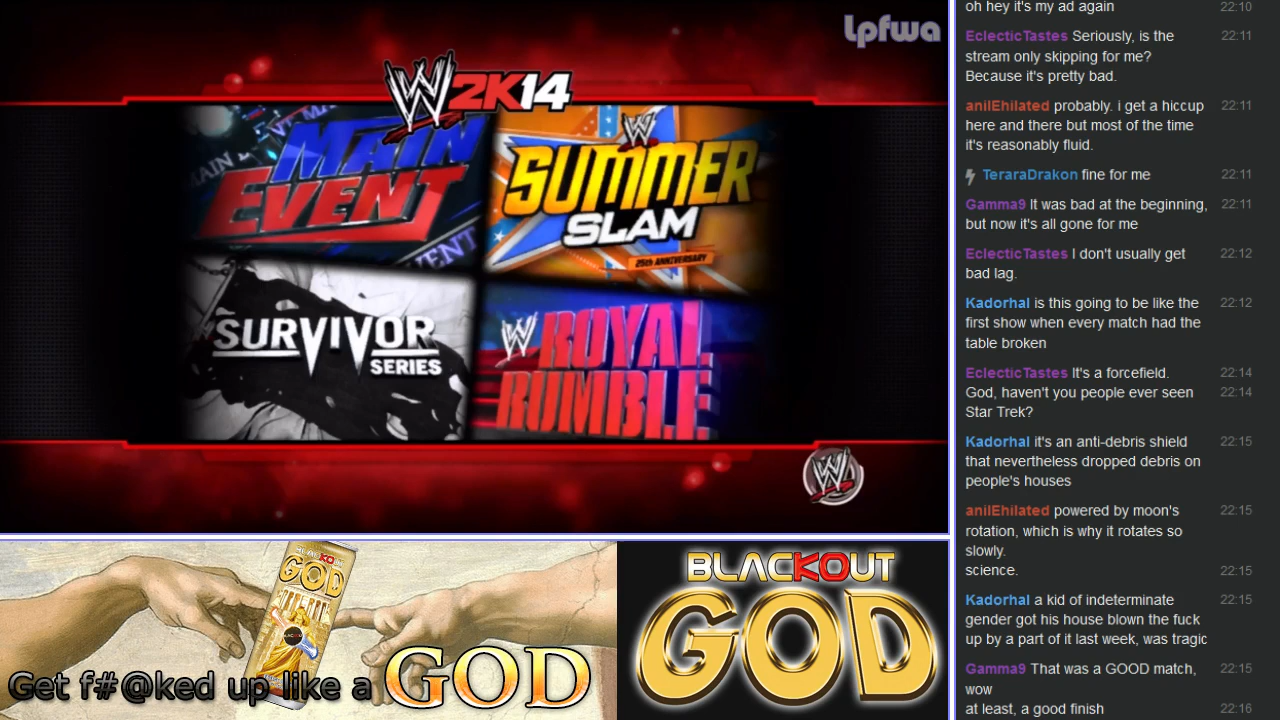 Lpfwa
W 2K14
MAIN
EVENT
MAIN
EVENT
W
SUMMER
SLAM
25th ANNIVERSARY
SURVIVOR
SERIES
W ROYAL
RUMBLE
W
BLACKOUT
GOD
Get f#@ked up like a GOD
BLACKOUT
GOD
oh hey it's my ad again 22:10
EclecticTastes Seriously, is the 22:11
stream only skipping for me?
Because it's pretty bad.
anilEhilated probably. i get a hiccup 22:11
here and there but most of the time
it's reasonably fluid.
TeraraDrakon fine for me 22:11
Gamma9 It was bad at the beginning, 22:11
but now it's all gone for me
EclecticTastes I don't usually get 22:12
bad lag.
Kadorhal is this going to be like the 22:12
first show when every match had the
table broken
EclecticTastes It's a forcefield. 22:14
God, haven't you people ever seen 22:14
Star Trek?
Kadorhal it's an anti-debris shield 22:15
that nevertheless dropped debris on
people's houses
anilEhilated powered by moon's 22:15
rotation, which is why it rotates so
slowly.
science. 22:15
Kadorhal a kid of indeterminate 22:15
gender got his house blown the fuck
up by a part of it last week, was tragic
Gamma9 That was a GOOD match, 22:15
wow
at least, a good finish 22:16